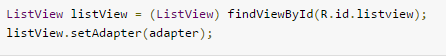 ListView listView = (ListView) findViewById(R.id.listview);
listView.setAdapter(adapter);